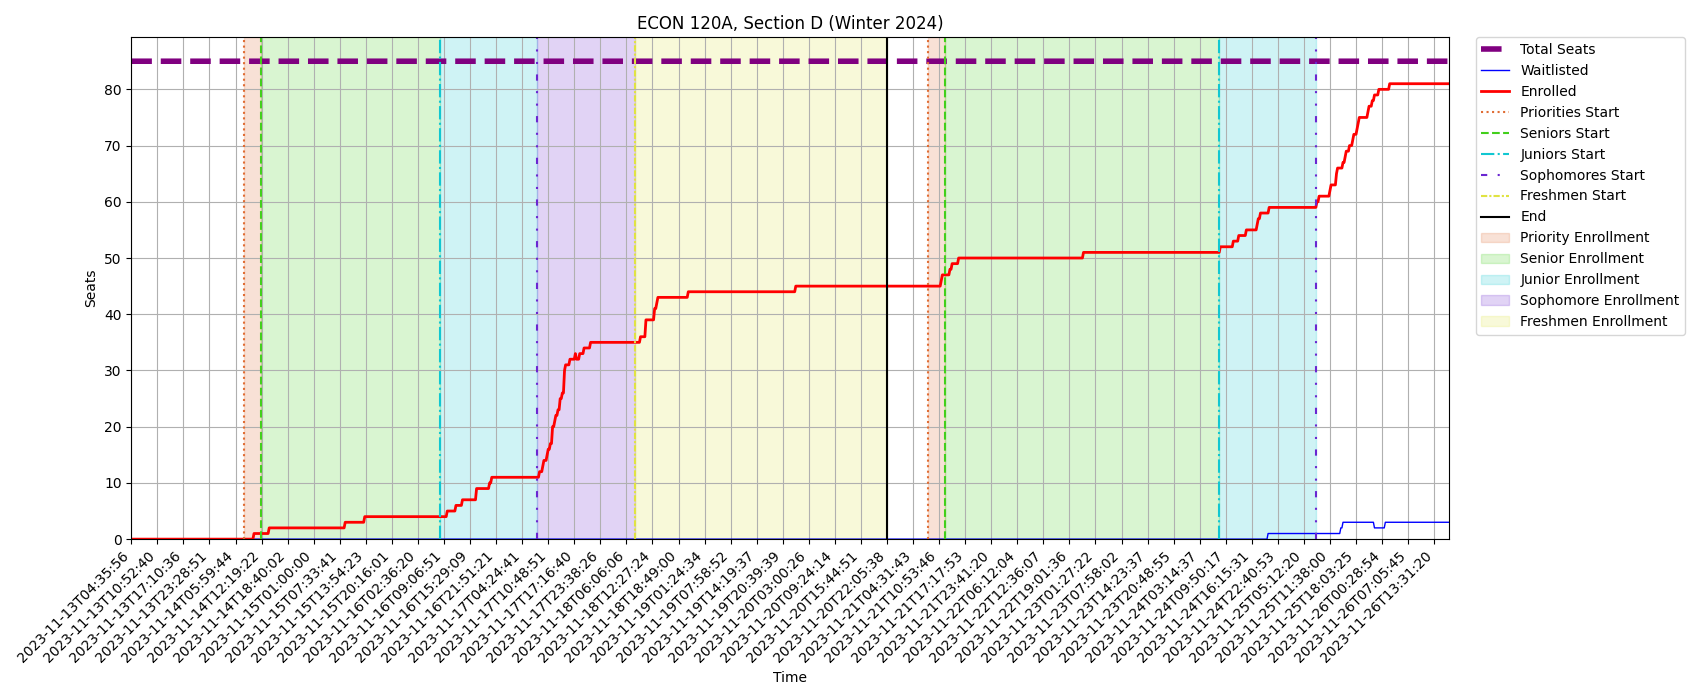 ECON 120A, Section D (Winter 2024)
Seats
80
70
60
50
40
30
20
10
0
2023-11-13T04:35:56
2023-11-13T10:52:40
2023-11-13T17:10:36
2023-11-13T23:28:51
2023-11-14T05:59:44
2023-11-14T12:19:22
2023-11-14T18:40:02
2023-11-15T01:00:00
2023-11-15T07:33:41
2023-11-15T13:54:23
2023-11-15T20:16:01
2023-11-16T02:36:20
2023-11-16T09:06:51
2023-11-16T15:29:09
2023-11-16T21:51:21
2023-11-17T04:24:41
2023-11-17T10:48:51
2023-11-17T17:16:40
2023-11-17T23:38:26
2023-11-18T06:06:04
2023-11-18T12:27:24
2023-11-18T18:49:00
2023-11-19T01:24:34
2023-11-19T07:58:52
2023-11-19T14:19:37
2023-11-19T20:39:39
2023-11-20T03:00:26
2023-11-20T09:24:14
2023-11-20T15:44:51
2023-11-20T22:05:38
2023-11-21T04:31:43
2023-11-21T10:53:46
2023-11-21T17:17:53
2023-11-21T23:41:20
2023-11-22T06:12:04
2023-11-22T12:36:07
2023-11-22T19:01:36
2023-11-23T01:27:22
2023-11-23T07:58:02
2023-11-23T14:23:37
2023-11-23T20:48:55
2023-11-24T03:14:37
2023-11-24T09:50:17
2023-11-24T16:15:31
2023-11-24T22:40:53
2023-11-25T05:12:20
2023-11-25T11:38:00
2023-11-25T18:03:25
2023-11-26T00:28:54
2023-11-26T07:05:45
2023-11-26T13:31:20
Time
Total Seats
Waitlisted
Enrolled
Priorities Start
Seniors Start
Juniors Start
Sophomores Start
Freshmen Start
End
Priority Enrollment
Senior Enrollment
Junior Enrollment
Sophomore Enrollment
Freshmen Enrollment